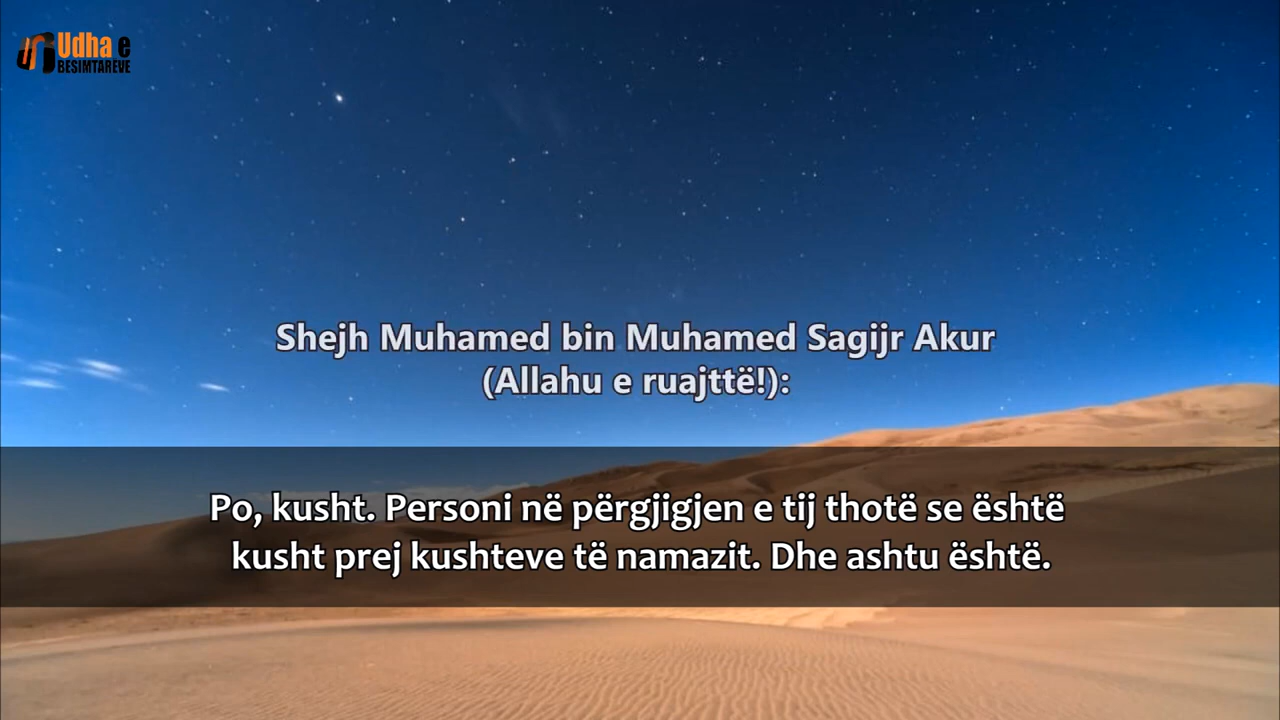 Udha e
BESIMTAREVE
Shejh Muhamed bin Muhamed Sagijr Akur
(Allahu e ruajttë!):
Po, kusht. Personi në përgjigjen e tij thotë se është
kusht prej kushteve të namazit. Dhe ashtu është.